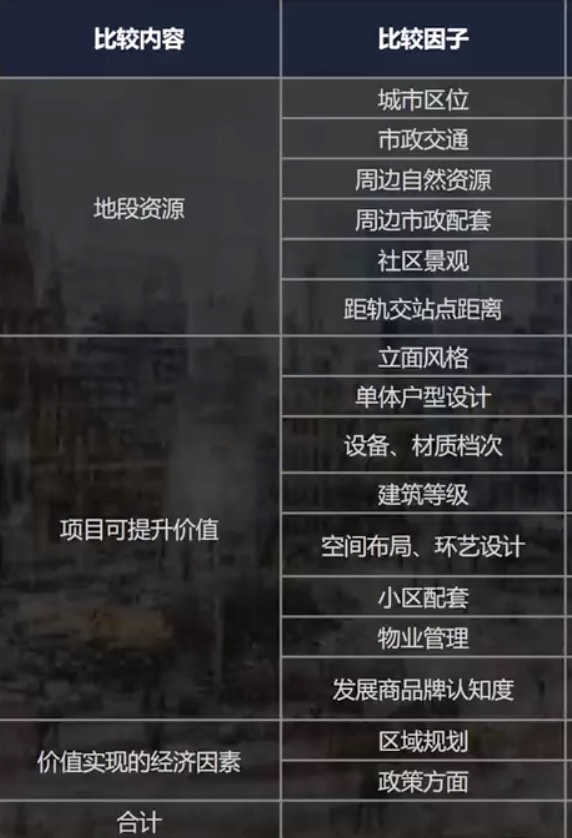 比较内容
比较因子
地段资源
城市区位
市政交通
周边自然资源
周边市政配套
社区景观
距轨交站点距离
项目可提升价值
立面风格
单体户型设计
设备、材质档次
建筑等级
空间布局、环艺设计
小区配套
物业管理
发展商品牌认知度
价值实现的经济因素
区域规划
政策方面
合计